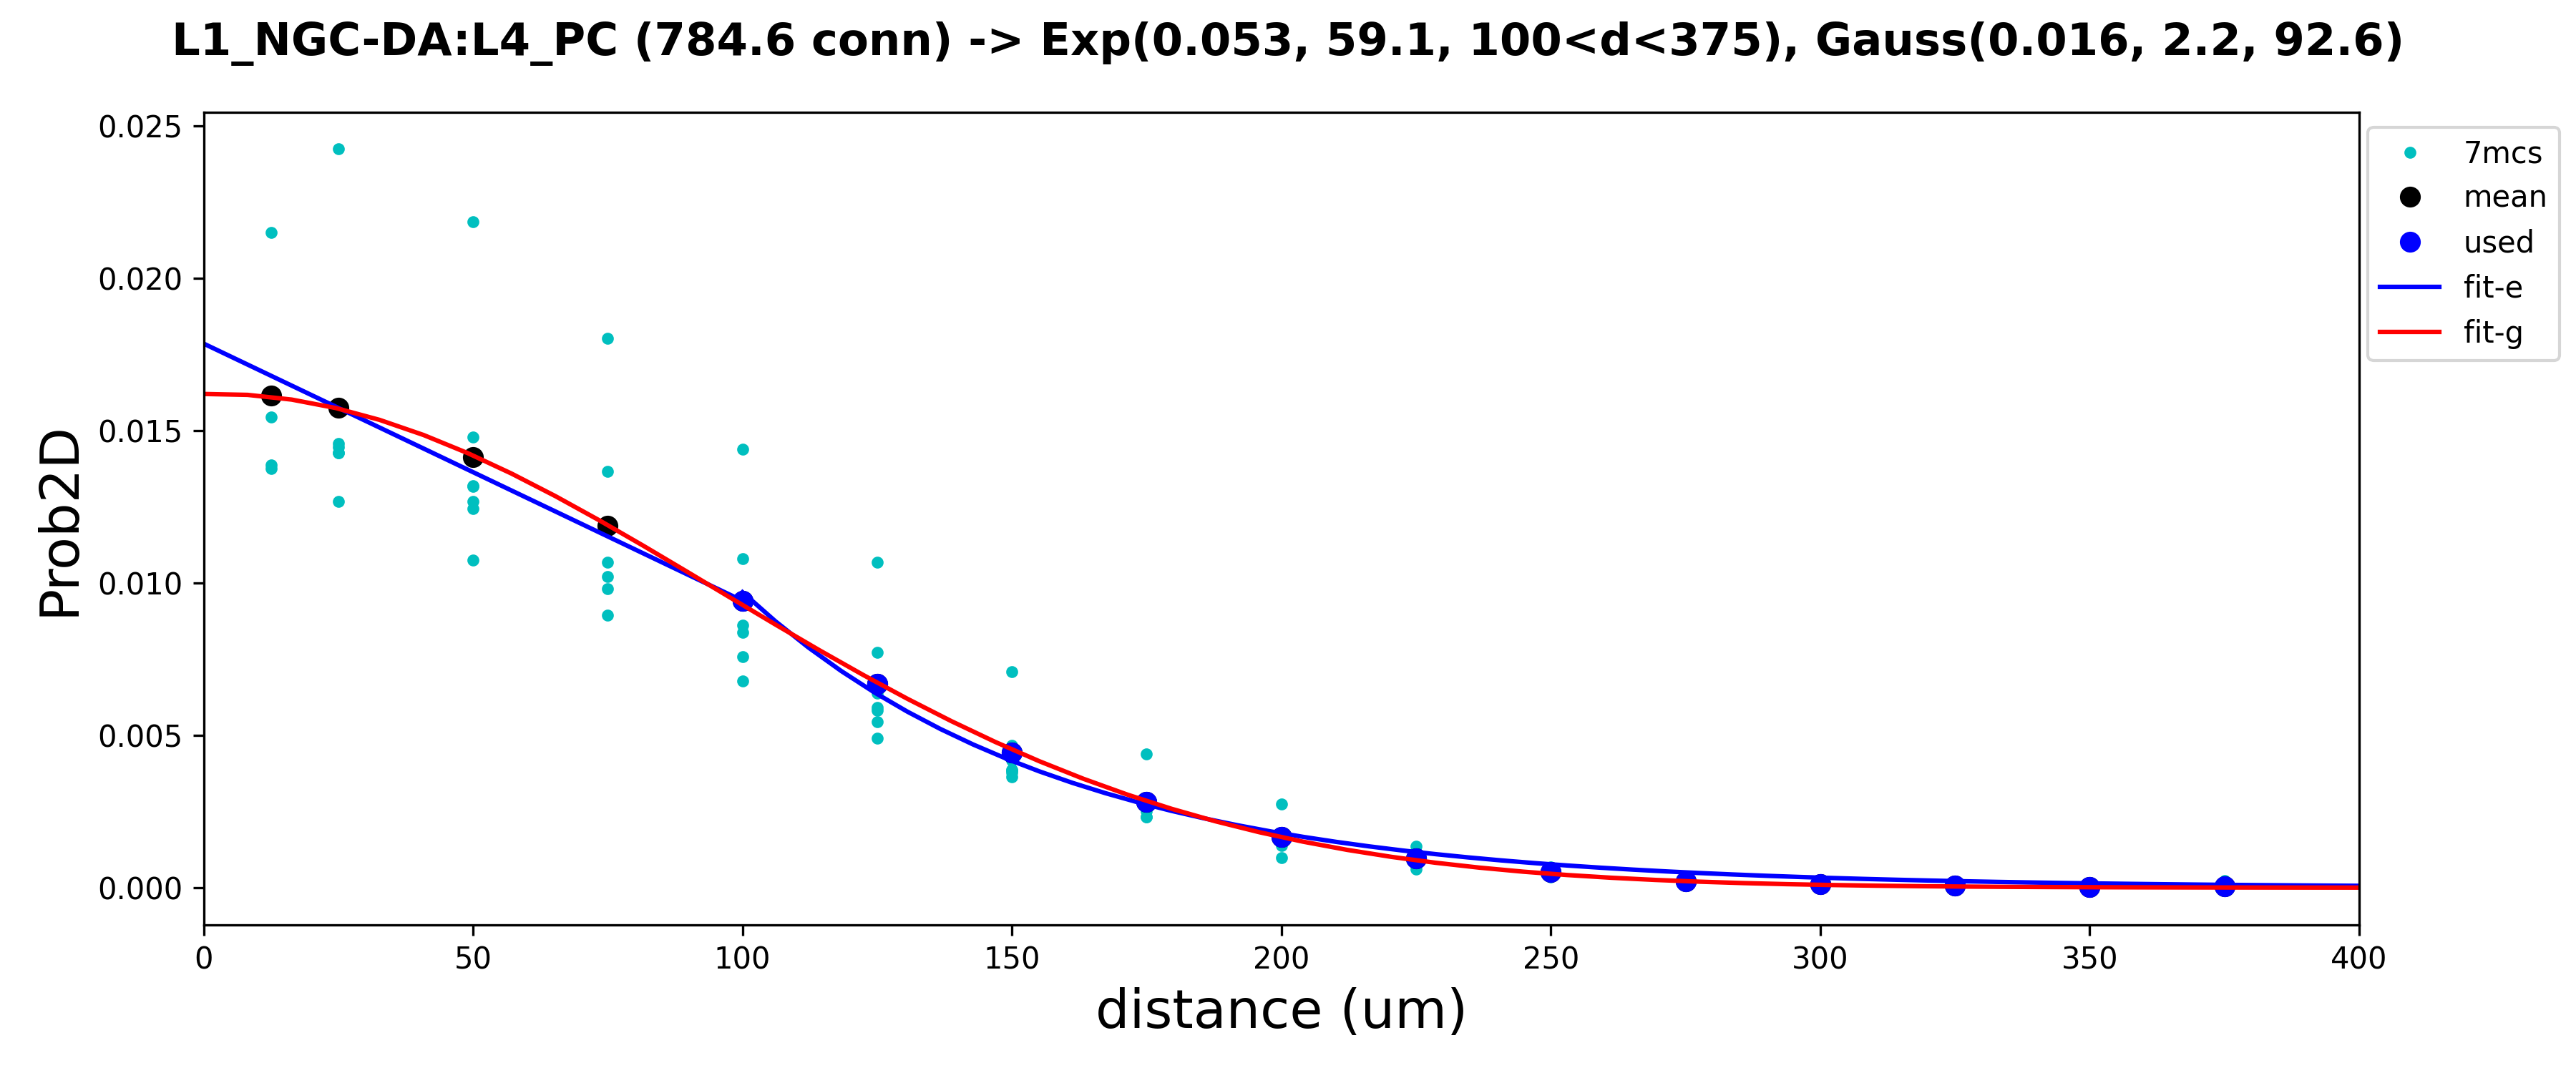 L1_NGC-DA:L4_PC (784.6 conn) -> Exp(0.053, 59.1, 100<d<375), Gauss(0.016, 2.2, 92.6)
0.025
0.020
0.015
0.010
0.005
0.000
Prob2D
0 50 100 150 200 250 300 350 400
distance (um)
7mcs
mean
used
fit-e
fit-g